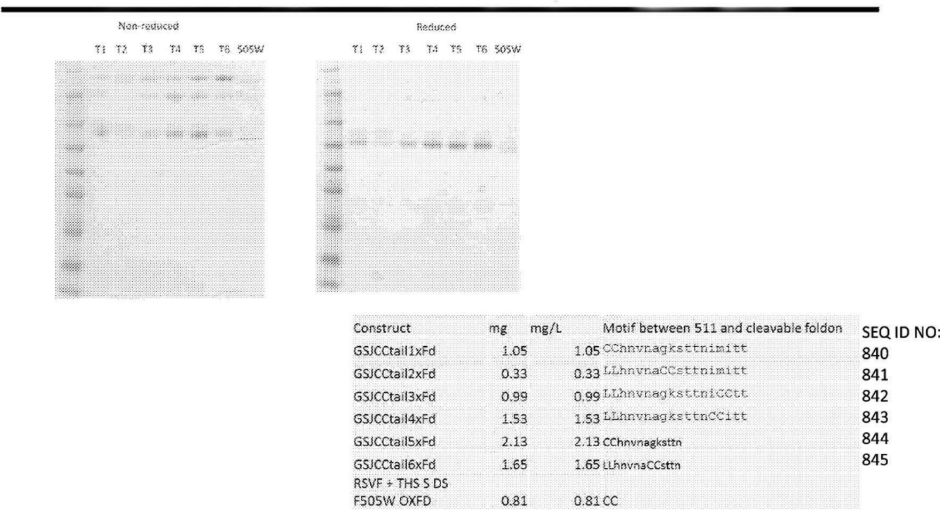 Non-reduced
Reduced
T1 T2 T3 T4 T5 T6 505W
T1 T2 T3 T4 T5 T6 505W
Construct mg mg/L Motif between 511 and cleavable foldon SEQ ID NO:
GSJCCtail1xFd 1.05 1.05 CChnvnagksttnimitt 840
GSJCCtail2xFd 0.33 0.33 LLhnvnaCCsttnimitt 841
GSJCCtail3xFd 0.99 0.99 LLhnvnagksttniCCtt 842
GSJCCtail4xFd 1.53 1.53 LLhnvnagksttnCCitt 843
GSJCCtail5xFd 2.13 2.13 CChnvnagksttn 844
GSJCCtail6xFd 1.65 1.65 LLhnvnaCCsttn 845
RSVF + THS S DS
F505W OXFD 0.81 0.81 CC